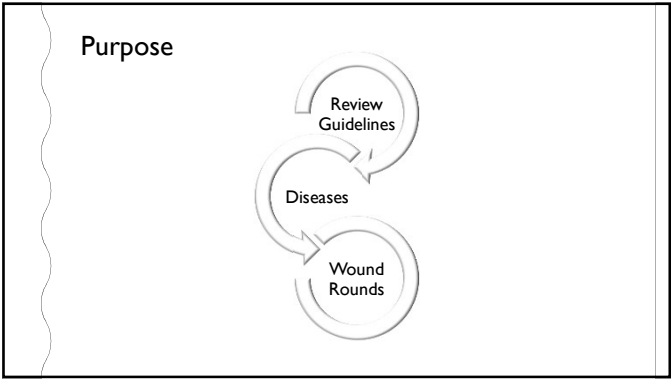 Purpose
Review
Guidelines
Diseases
Wound
Rounds